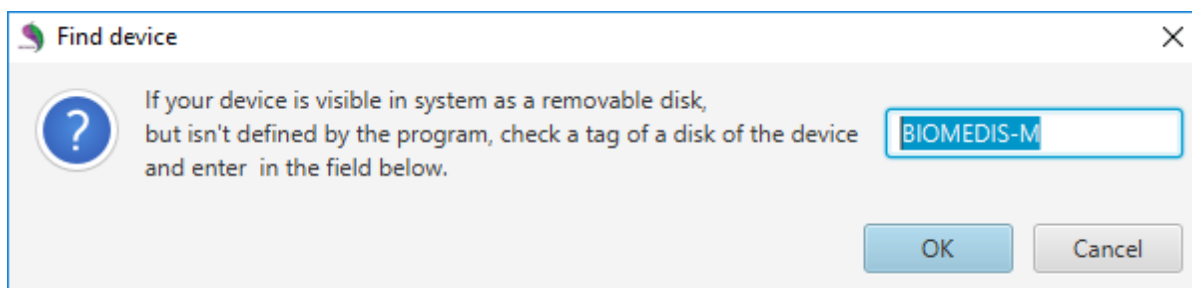 Find device
If your device is visible in system as a removable disk,
but isn't defined by the program, check a tag of a disk of the device
and enter  in the field below.
BIOMEDIS-M
OK
Cancel